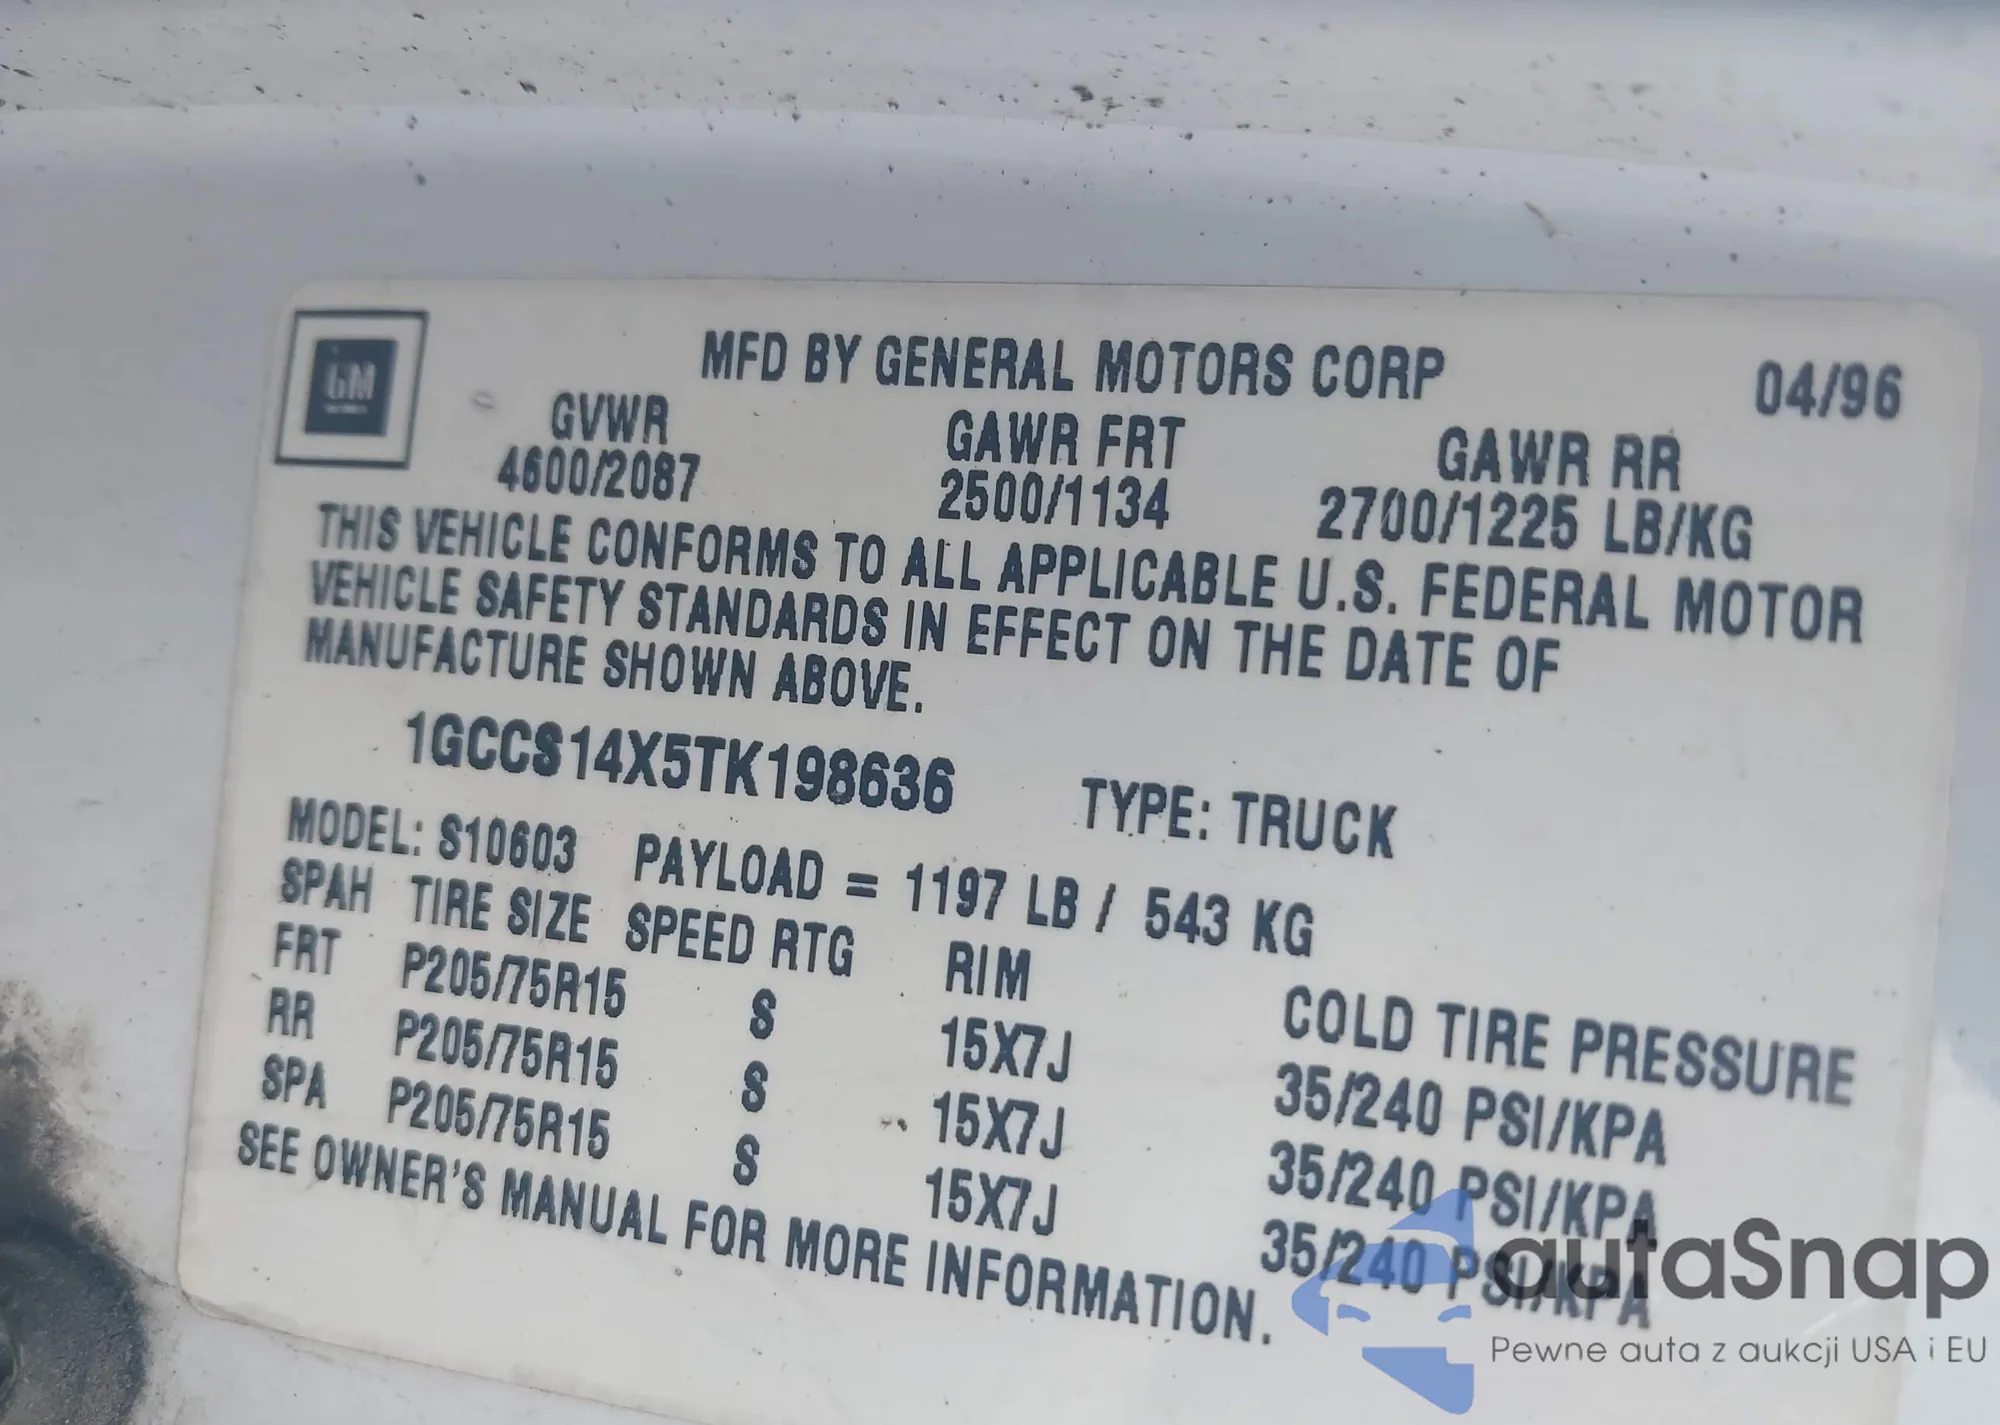 GM
MFD BY GENERAL MOTORS CORP 04/96
GVWR GAWR FRT GAWR RR
4600/2087 2500/1134 2700/1225 LB/KG
THIS VEHICLE CONFORMS TO ALL APPLICABLE U.S. FEDERAL MOTOR
VEHICLE SAFETY STANDARDS IN EFFECT ON THE DATE OF
MANUFACTURE SHOWN ABOVE.
1GCCS14X5TK198636 TYPE: TRUCK
MODEL: S10603 PAYLOAD = 1197 LB / 543 KG
SPAH TIRE SIZE SPEED RTG RIM COLD TIRE PRESSURE
FRT P205/75R15 S 15X7J 35/240 PSI/KPA
RR P205/75R15 S 15X7J 35/240 PSI/KPA
SPA P205/75R15 S 15X7J 35/240 PSI/KPA
SEE OWNER'S MANUAL FOR MORE INFORMATION.
autaSnap
Pewne auta z aukcji USA i EU